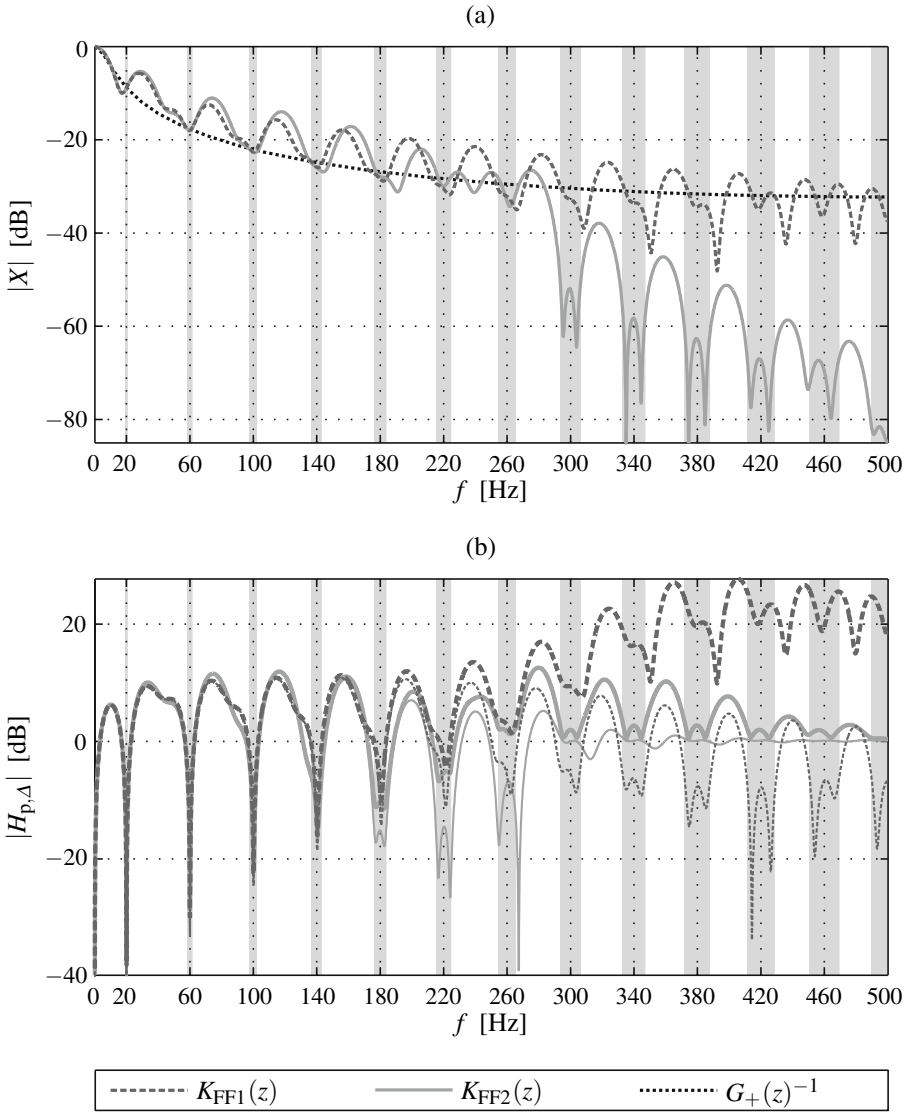 (a)
0
−20
−40
−60
−80
|X| [dB]
0 20 60 100 140 180 220 260 300 340 380 420 460 500
f [Hz]
(b)
20
0
−20
−40
|H_{p,Δ}| [dB]
0 20 60 100 140 180 220 260 300 340 380 420 460 500
f [Hz]
K_{FF1}(z) K_{FF2}(z) G_+(z)^{-1}